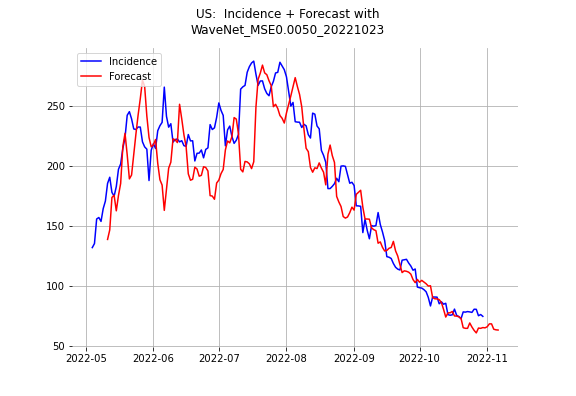 US:  Incidence + Forecast with
WaveNet_MSE0.0050_20221023
Incidence
Forecast
250
200
150
100
50
2022-05 2022-06 2022-07 2022-08 2022-09 2022-10 2022-11